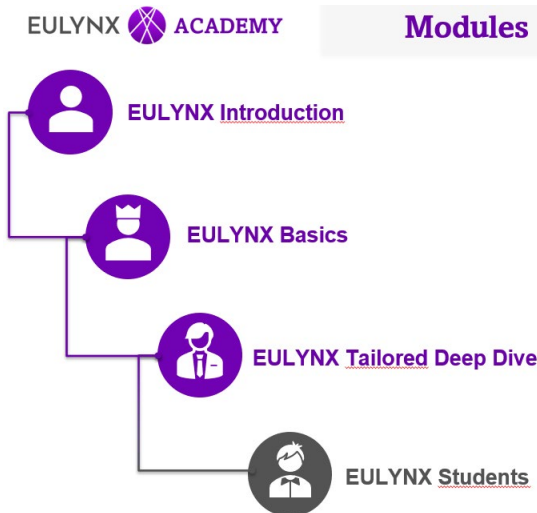 EULYNX ACADEMY
Modules
EULYNX Introduction
EULYNX Basics
EULYNX Tailored Deep Dive
EULYNX Students